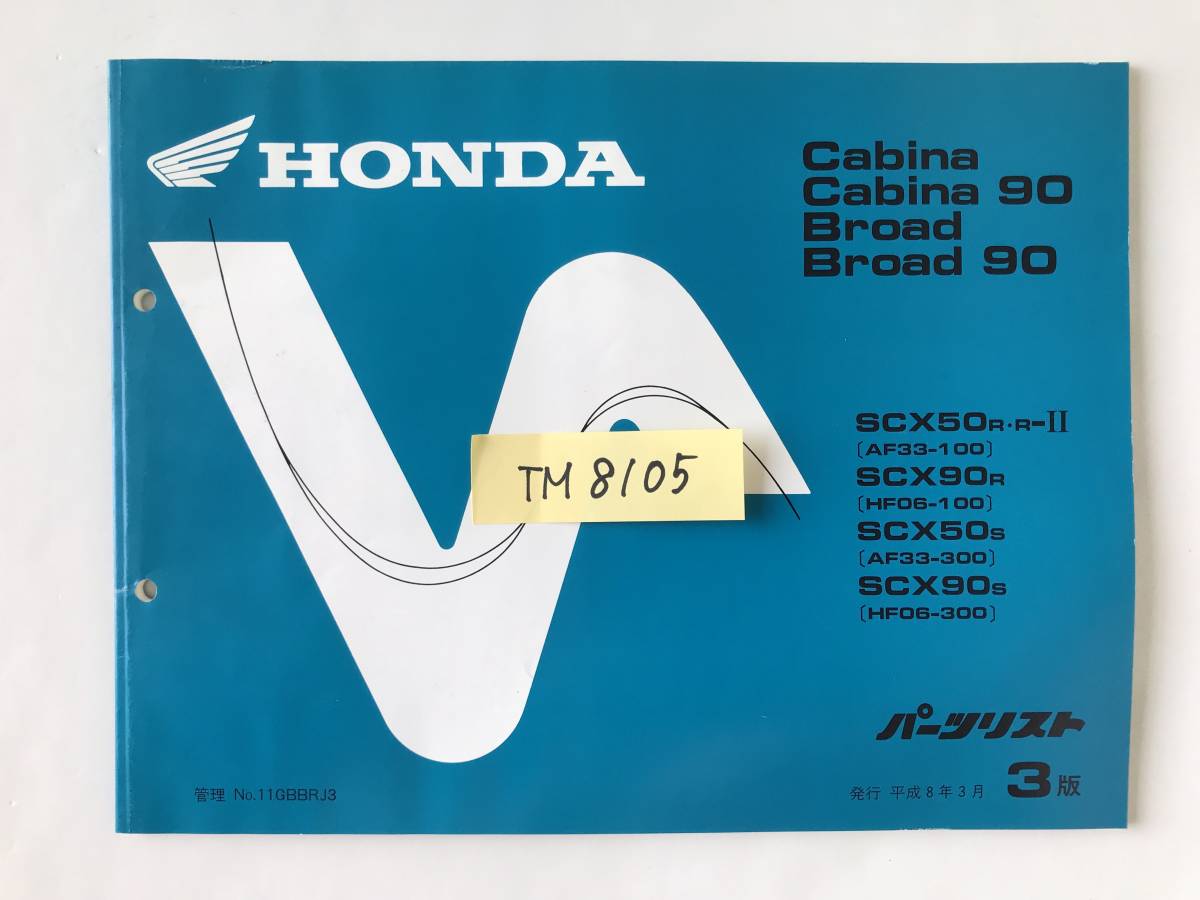 HONDA
Cabina
Cabina 90
Broad
Broad 90
SCX50R・R-II
〔AF33-100〕
SCX90R
〔HF06-100〕
SCX50S
〔AF33-300〕
SCX90S
〔HF06-300〕
TM 8105
パーツリスト
管理 No.11GBBRJ3
発行 平成8年3月 3版